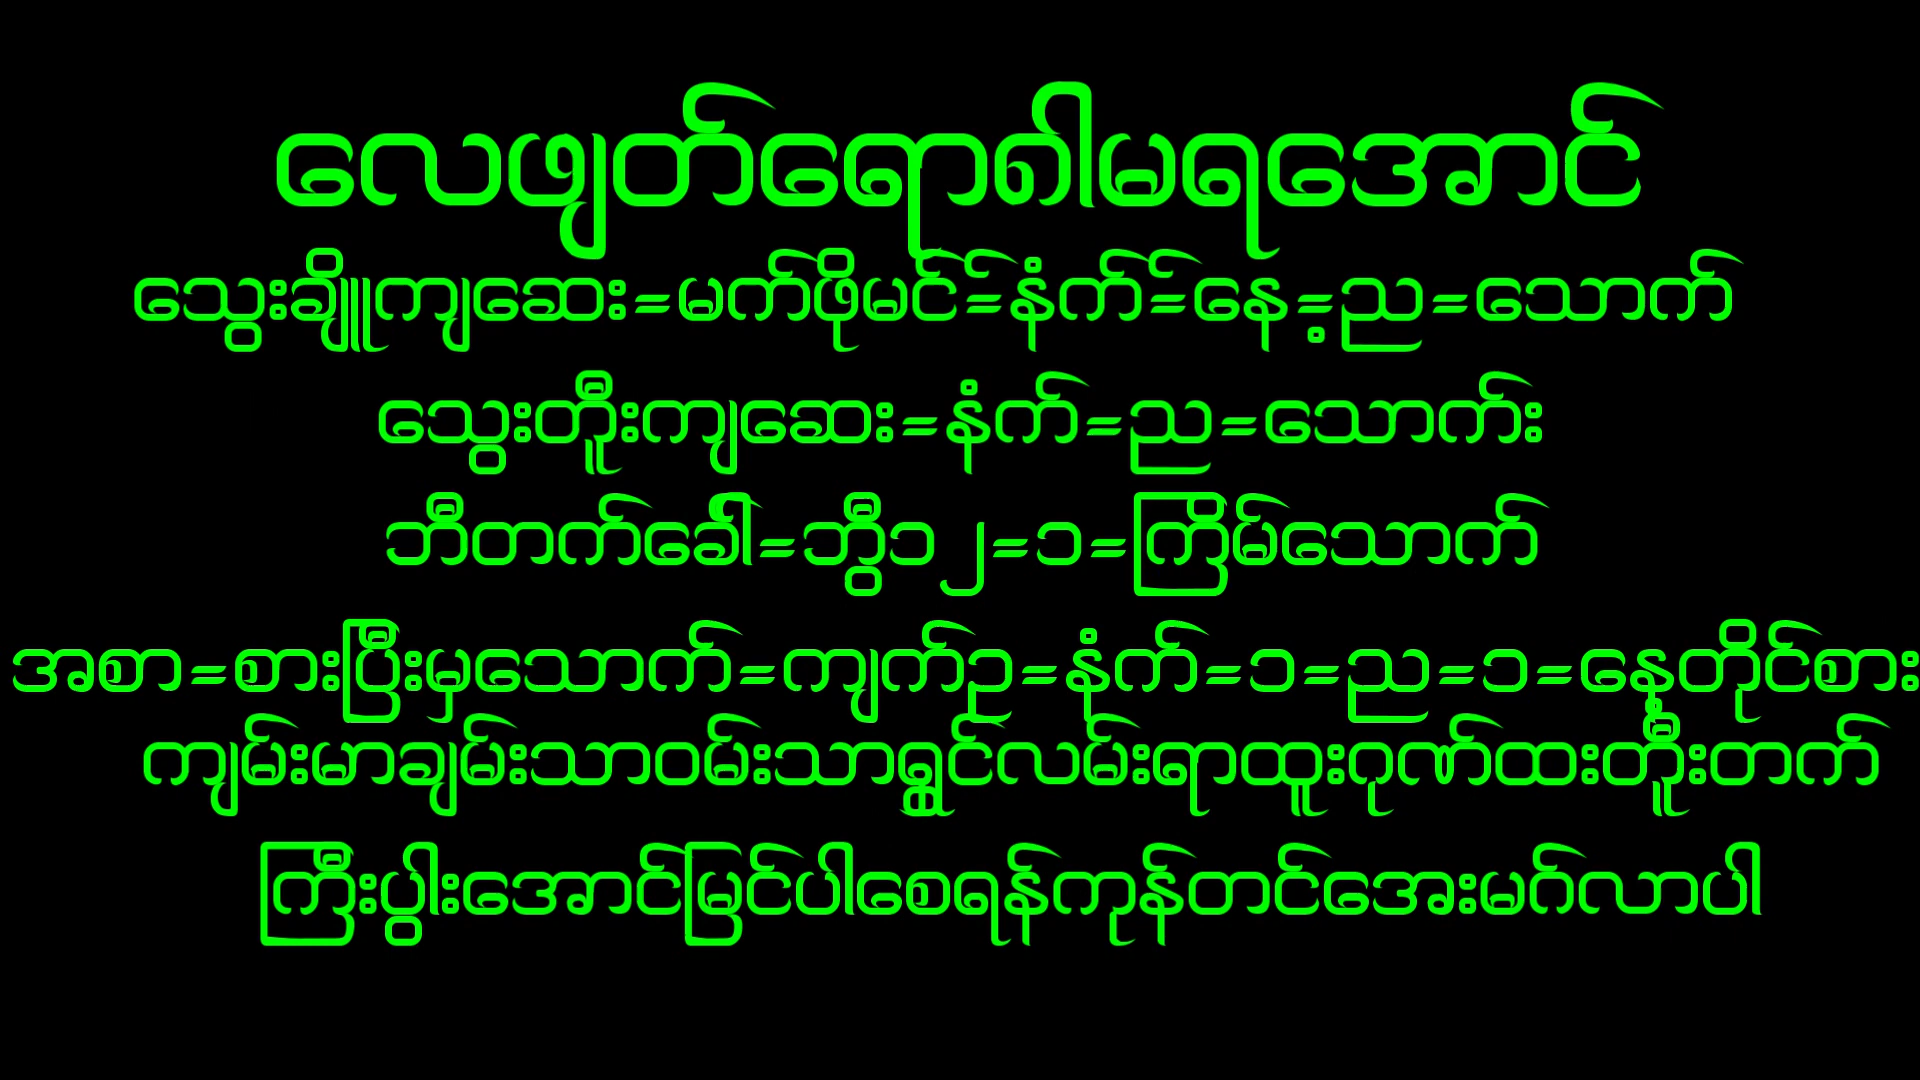 လေဖျတ်ရောဂါမရအောင်
သွေးချိူကျဆေး=မက်ဖိုမင်=နံက်=နေ=့ည=သောက်
သွေးတိူးကျဆေး=နံက်=ည=သောက်း
ဘီတက်ခေါ်=ဘွီ၁၂=၁=ကြိမ်သောက်
အစာ=စားပြီးမှသောက်=ကျက်ဥ=နံက်=၁=ည=၁=နေ့တိုင်စား
ကျမ်းမာချမ်းသာဝမ်းသာရွှင်လမ်းရာထူးဂုဏ်ထးတိူးတက်
ကြီးပွါးအောင်မြင်ပါစေရန်ကုန်တင်အေးမဂ်လာပါ